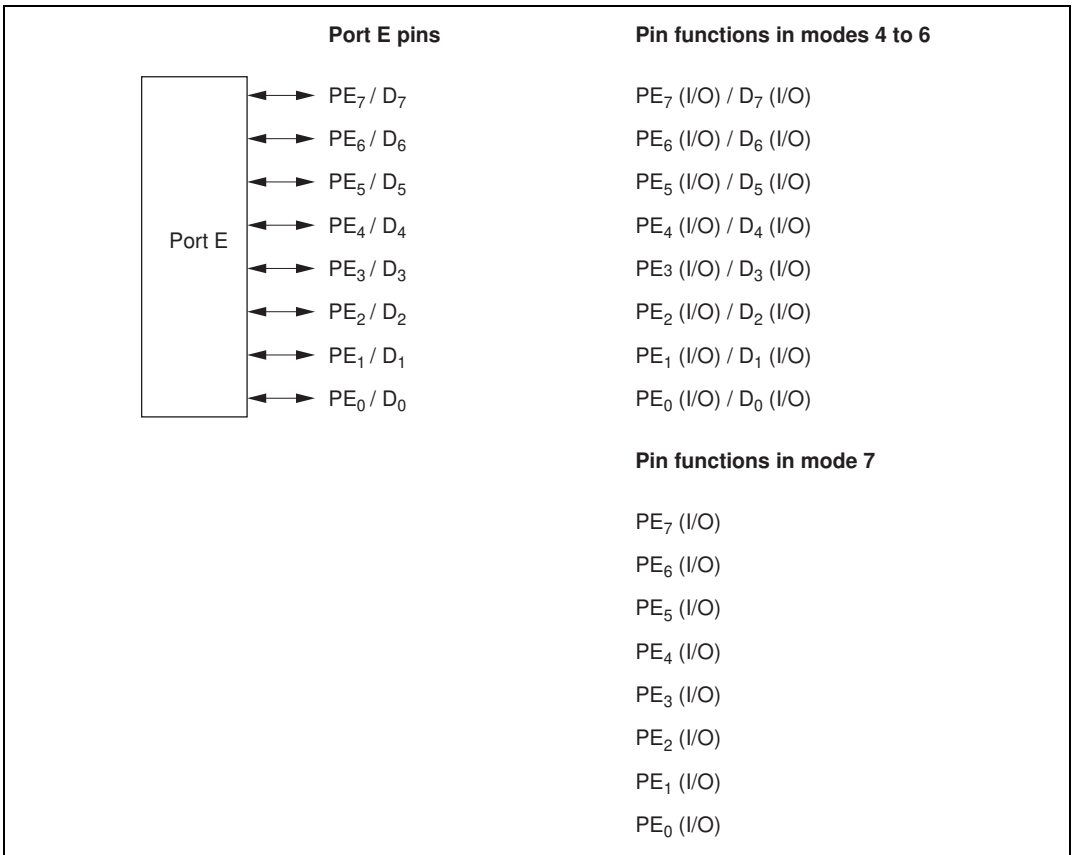 Port E pins Pin functions in modes 4 to 6
PE₇ / D₇ PE₇ (I/O) / D₇ (I/O)
PE₆ / D₆ PE₆ (I/O) / D₆ (I/O)
PE₅ / D₅ PE₅ (I/O) / D₅ (I/O)
PE₄ / D₄ PE₄ (I/O) / D₄ (I/O)
Port E
PE₃ / D₃ PE3 (I/O) / D₃ (I/O)
PE₂ / D₂ PE₂ (I/O) / D₂ (I/O)
PE₁ / D₁ PE₁ (I/O) / D₁ (I/O)
PE₀ / D₀ PE₀ (I/O) / D₀ (I/O)
Pin functions in mode 7
PE₇ (I/O)
PE₆ (I/O)
PE₅ (I/O)
PE₄ (I/O)
PE₃ (I/O)
PE₂ (I/O)
PE₁ (I/O)
PE₀ (I/O)